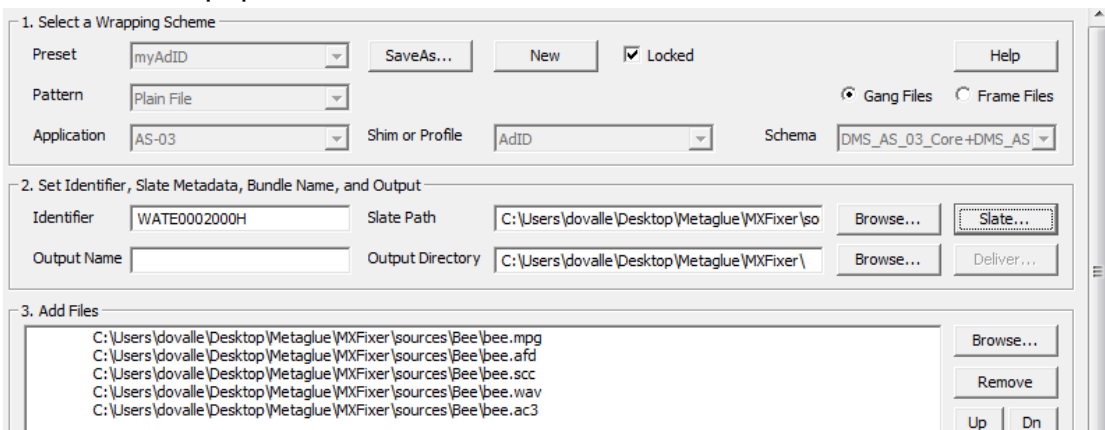 1. Select a Wrapping Scheme
Preset myAdID SaveAs... New Locked Help
Pattern Plain File Gang Files Frame Files
Application AS-03 Shim or Profile AdID Schema DMS_AS_03_Core+DMS_AS
2. Set Identifier, Slate Metadata, Bundle Name, and Output
Identifier WATE0002000H Slate Path C:\Users\dovalle\Desktop\Metaglue\MXFixer\so Browse... Slate...
Output Name Output Directory C:\Users\dovalle\Desktop\Metaglue\MXFixer\ Browse... Deliver...
3. Add Files
C:\Users\dovalle\Desktop\Metaglue\MXFixer\sources\Bee\bee.mpg Browse...
C:\Users\dovalle\Desktop\Metaglue\MXFixer\sources\Bee\bee.afd
C:\Users\dovalle\Desktop\Metaglue\MXFixer\sources\Bee\bee.scc
C:\Users\dovalle\Desktop\Metaglue\MXFixer\sources\Bee\bee.wav Remove
C:\Users\dovalle\Desktop\Metaglue\MXFixer\sources\Bee\bee.ac3
Up Dn